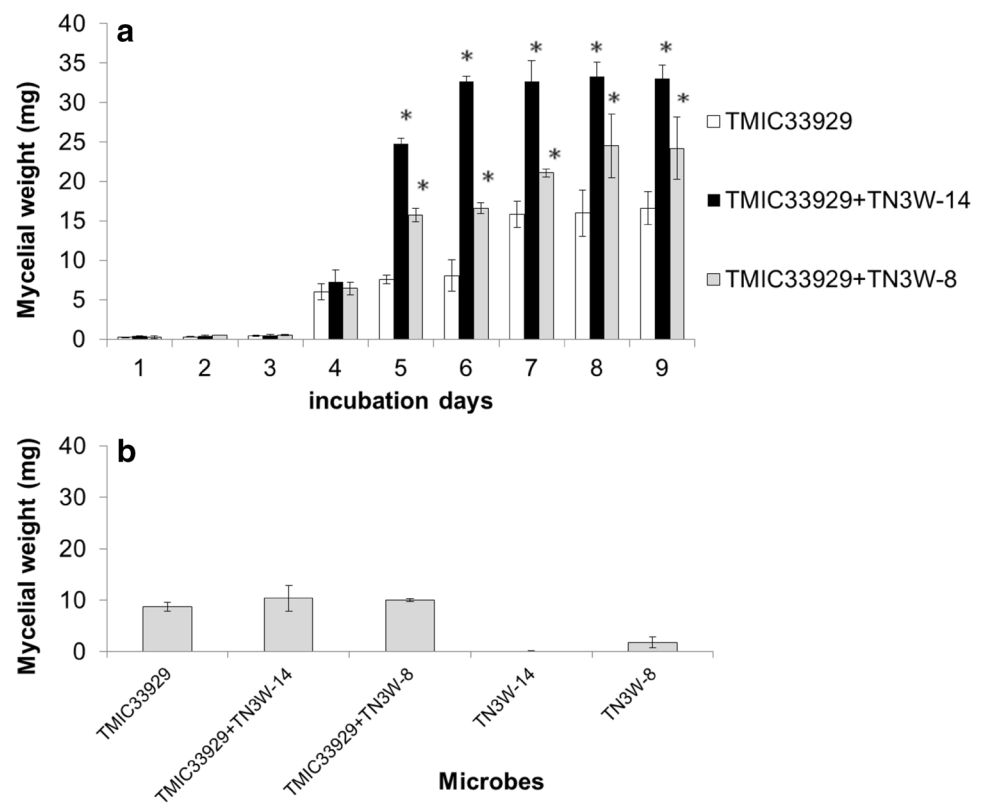 a
Mycelial weight (mg)
40
35
30
25
20
15
10
5
0
* * * * * * * * * *
1 2 3 4 5 6 7 8 9
incubation days
TMIC33929
TMIC33929+TN3W-14
TMIC33929+TN3W-8
b
Mycelial weight (mg)
40
30
20
10
0
TMIC33929
TMIC33929+TN3W-14
TMIC33929+TN3W-8
TN3W-14
TN3W-8
Microbes